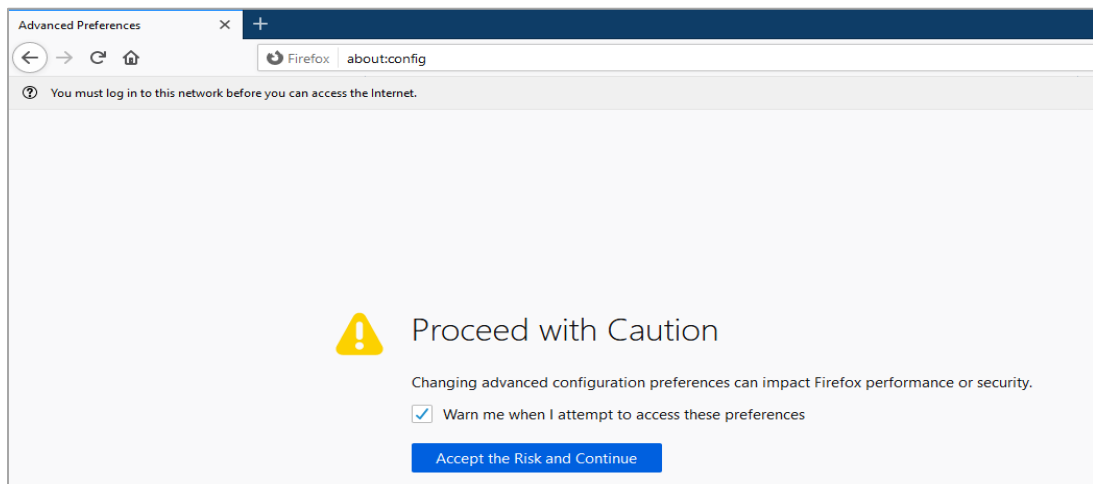 Advanced Preferences
Firefox about:config
You must log in to this network before you can access the Internet.
Proceed with Caution
Changing advanced configuration preferences can impact Firefox performance or security.
Warn me when I attempt to access these preferences
Accept the Risk and Continue